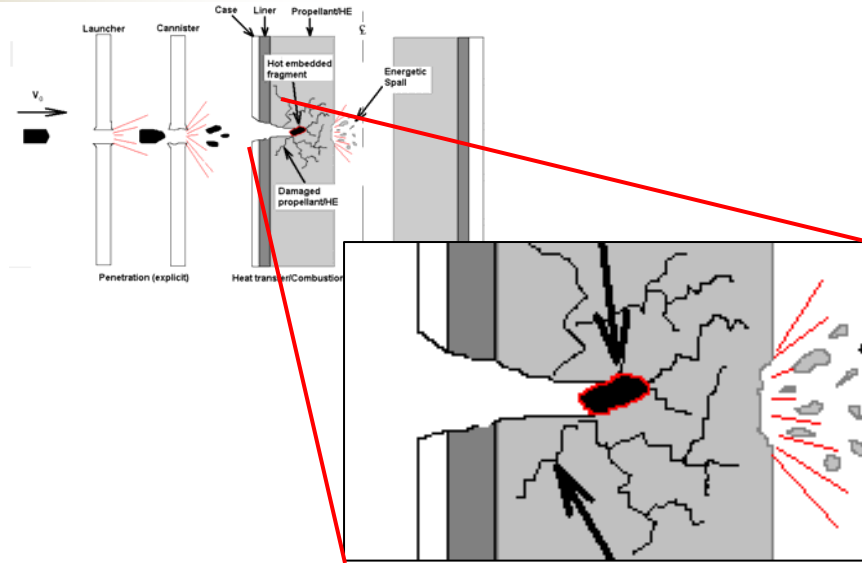 Case Liner Propellant/HE
Launcher Cannister
℄
Hot embedded
fragment
Energetic
Spall
V₀
Damaged
propellant/HE
Penetration (explicit) Heat transfer/Combustion